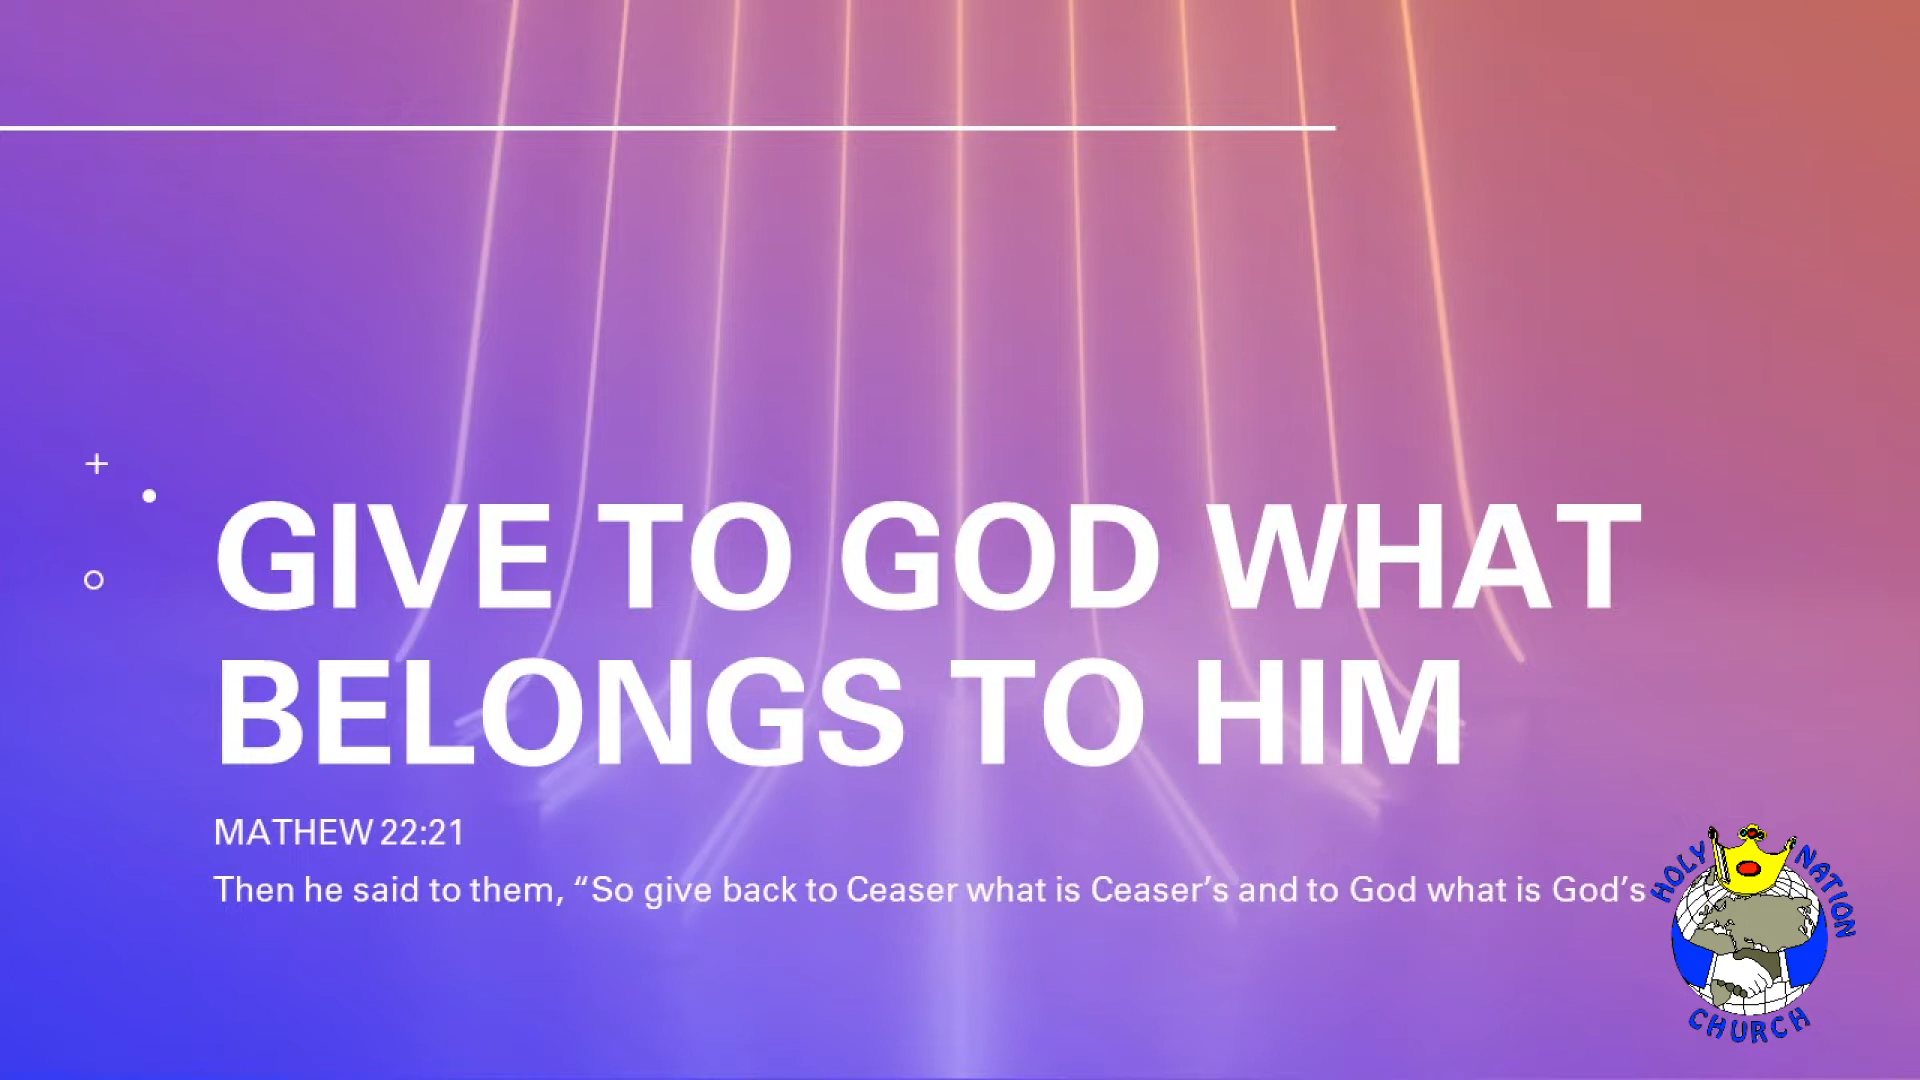 GIVE TO GOD WHAT
BELONGS TO HIM
MATHEW 22:21
Then he said to them, “So give back to Ceaser what is Ceaser’s and to God what is God’s
HOLY NATION
CHURCH